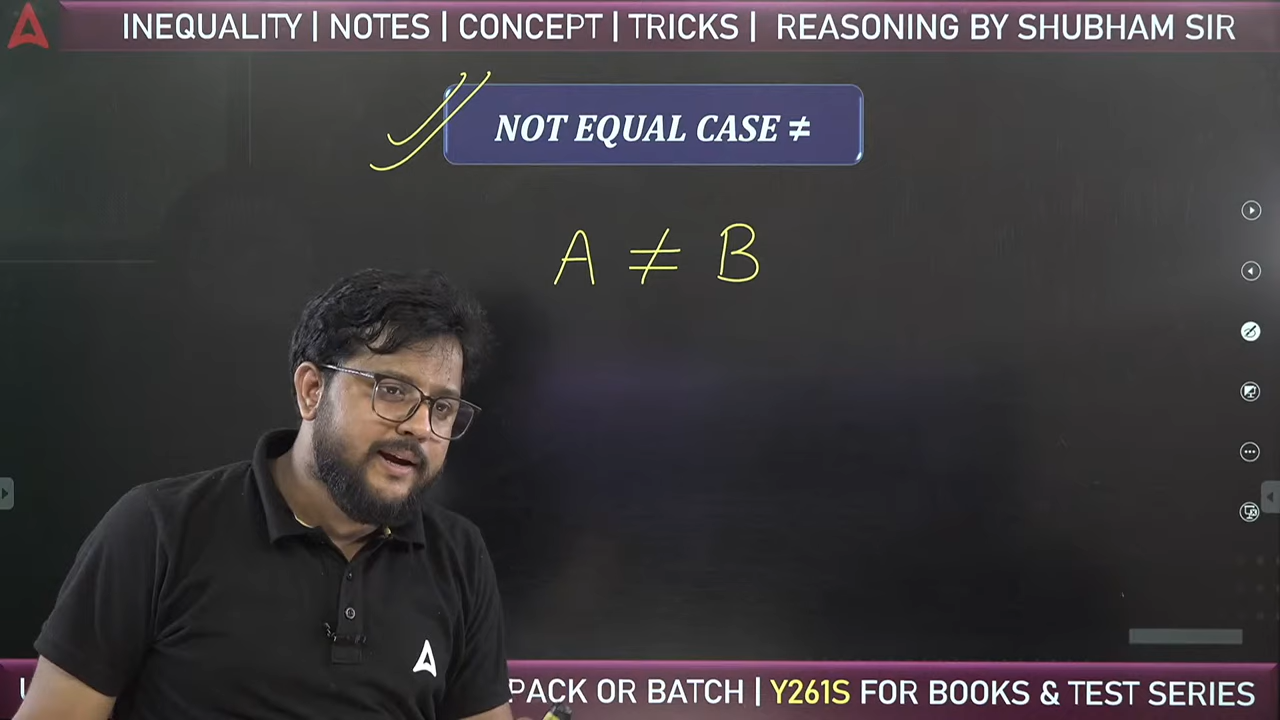 INEQUALITY | NOTES | CONCEPT | TRICKS | REASONING BY SHUBHAM SIR
NOT EQUAL CASE ≠
A ≠ B
PACK OR BATCH | Y261S FOR BOOKS & TEST SERIES